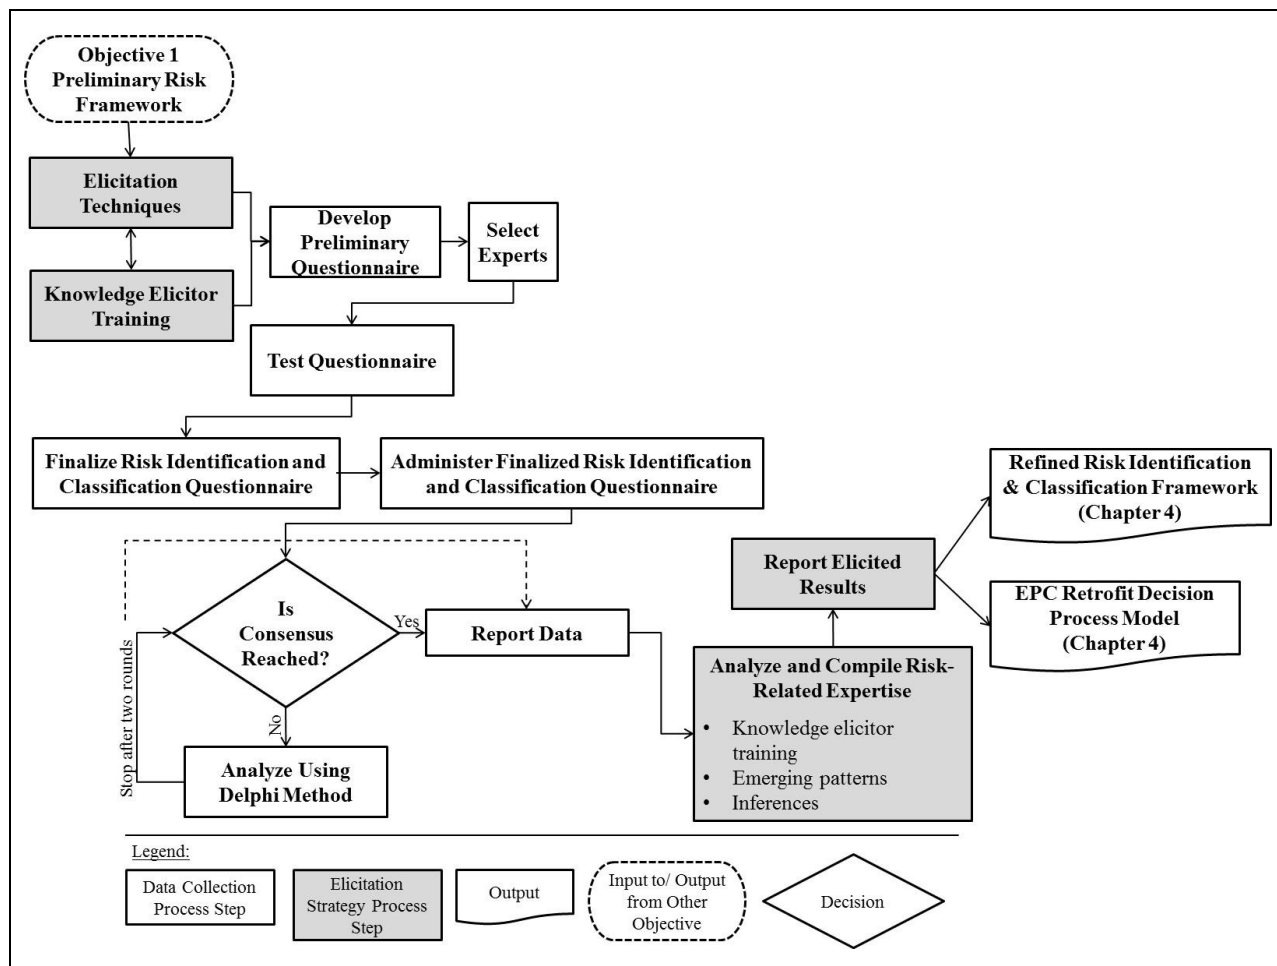 Objective 1
Preliminary Risk
Framework
Elicitation
Techniques
Knowledge Elicitor
Training
Develop
Preliminary
Questionnaire
Select
Experts
Test Questionnaire
Finalize Risk Identification and
Classification Questionnaire
Administer Finalized Risk Identification
and Classification Questionnaire
Is
Consensus
Reached?
Yes
No
Stop after two rounds
Analyze Using
Delphi Method
Report Data
Analyze and Compile Risk-
Related Expertise
• Knowledge elicitor
training
• Emerging patterns
• Inferences
Report Elicited
Results
Refined Risk Identification
& Classification Framework
(Chapter 4)
EPC Retrofit Decision
Process Model
(Chapter 4)
Legend:
Data Collection
Process Step
Elicitation
Strategy Process
Step
Output
Input to/ Output
from Other
Objective
Decision